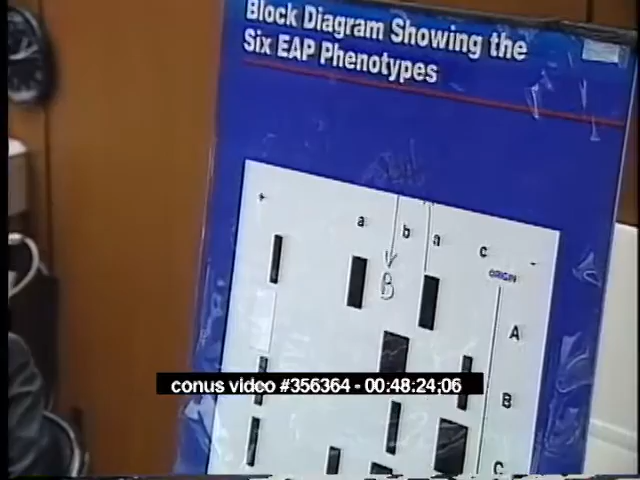 Block Diagram Showing the
Six EAP Phenotypes
+ a b a c -
B
ORIGIN
A
conus video #356364 - 00:48:24;06
B
C